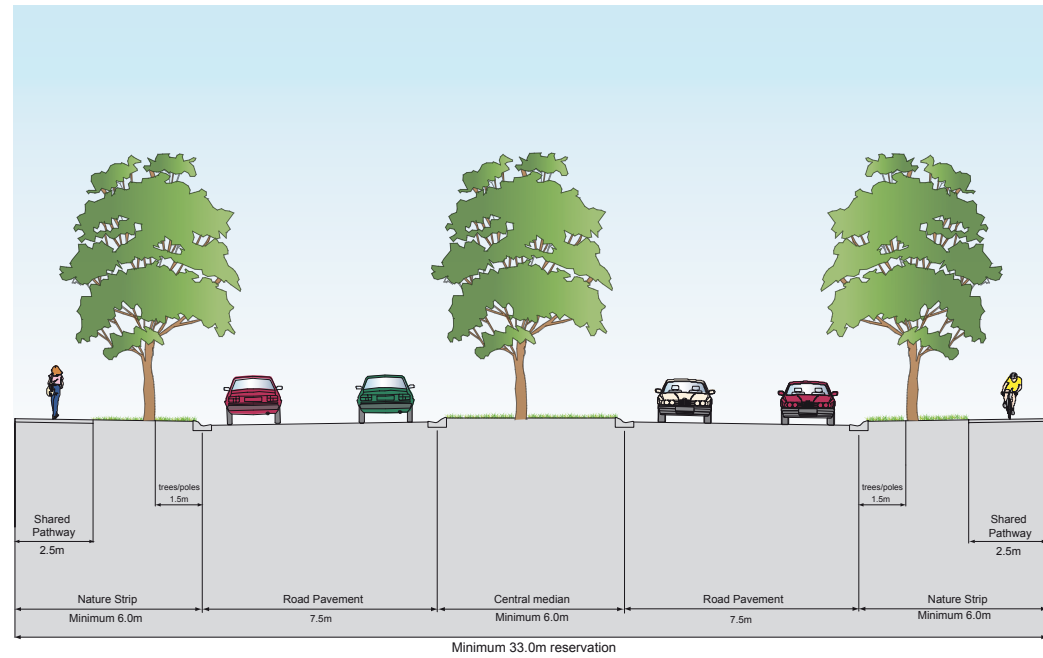 trees/poles
1.5m
trees/poles
1.5m
Shared
Pathway
2.5m
Shared
Pathway
2.5m
Nature Strip
Minimum 6.0m
Road Pavement
7.5m
Central median
Minimum 6.0m
Road Pavement
7.5m
Nature Strip
Minimum 6.0m
Minimum 33.0m reservation